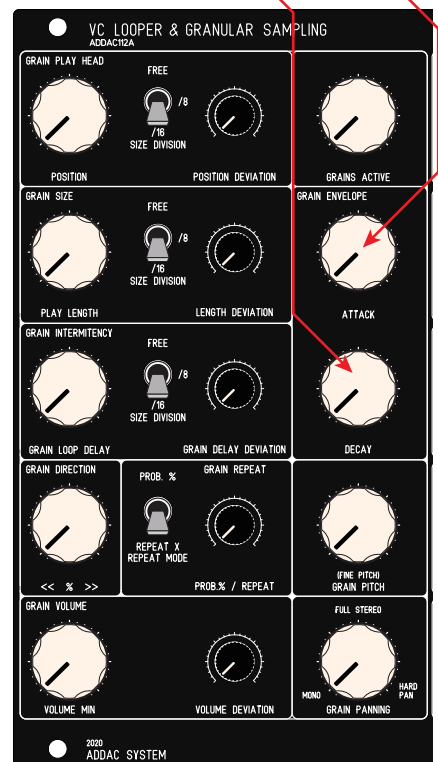 VC LOOPER & GRANULAR SAMPLING
ADDAC112A
GRAIN PLAY HEAD
FREE
/8
/16
SIZE DIVISION
POSITION
POSITION DEVIATION
GRAINS ACTIVE
GRAIN SIZE
FREE
/8
/16
SIZE DIVISION
PLAY LENGTH
LENGTH DEVIATION
GRAIN ENVELOPE
ATTACK
GRAIN INTERMITENCY
FREE
/8
/16
SIZE DIVISION
GRAIN LOOP DELAY
GRAIN DELAY DEVIATION
DECAY
GRAIN DIRECTION
<< % >>
PROB. %
GRAIN REPEAT
REPEAT X
REPEAT MODE
PROB.% / REPEAT
(FINE PITCH)
GRAIN PITCH
GRAIN VOLUME
VOLUME MIN
VOLUME DEVIATION
FULL STEREO
MONO
HARD
PAN
GRAIN PANNING
2020
ADDAC SYSTEM